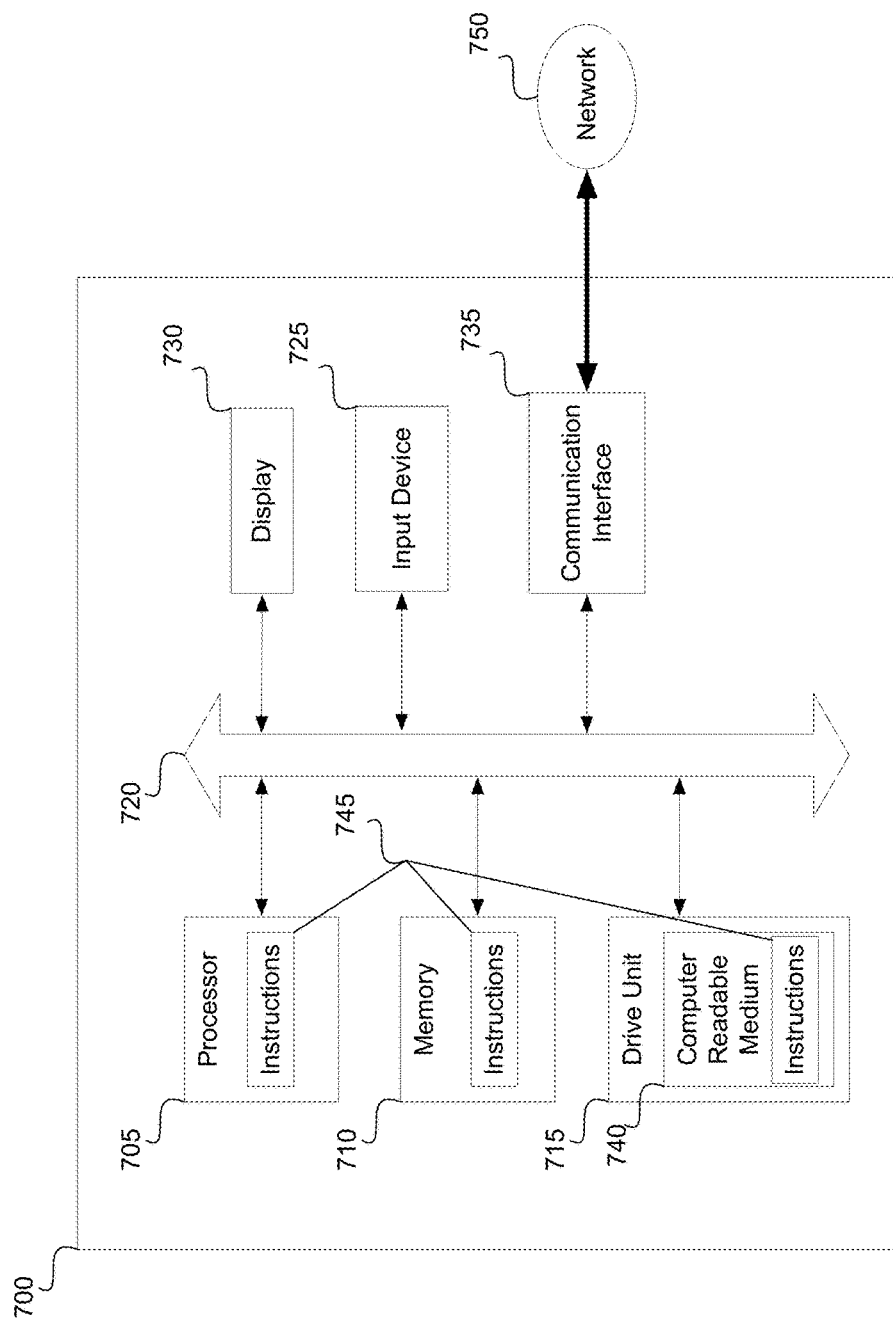 700
705
Processor
Instructions
710
Memory
Instructions
715
Drive Unit
740
Computer
Readable
Medium
Instructions
745
720
730
Display
725
Input Device
735
Communication
Interface
750
Network